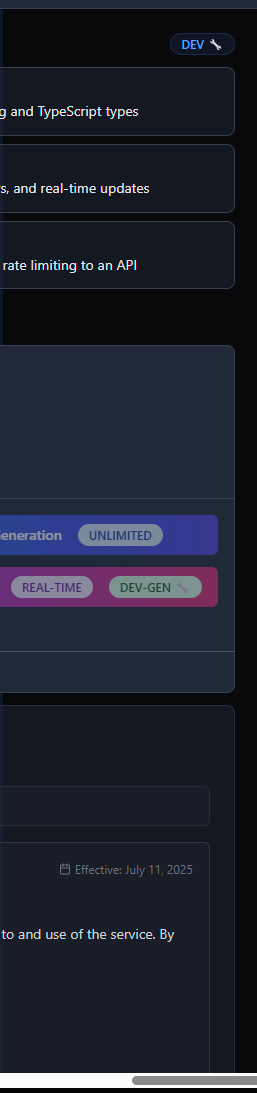 DEV
g and TypeScript types
s, and real-time updates
rate limiting to an API
Generation UNLIMITED
REAL-TIME DEV-GEN
Effective: July 11, 2025
to and use of the service. By